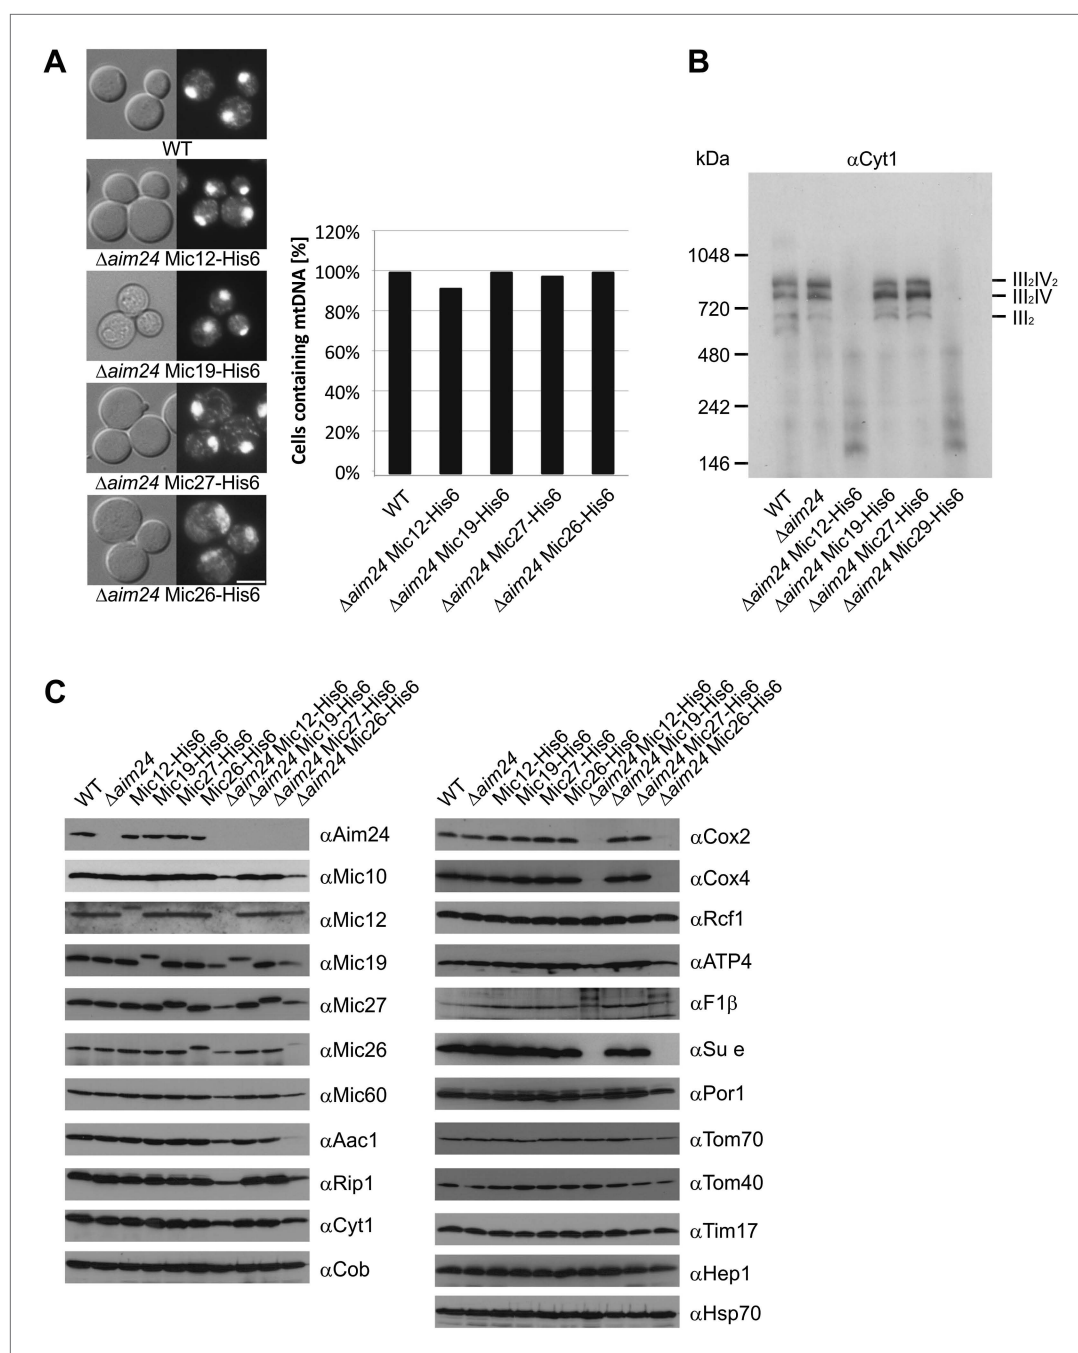 A
WT
Δaim24 Mic12-His6
Δaim24 Mic19-His6
Δaim24 Mic27-His6
Δaim24 Mic26-His6
Cells containing mtDNA [%]
120%
100%
80%
60%
40%
20%
0%
WT
Δaim24 Mic12-His6
Δaim24 Mic19-His6
Δaim24 Mic27-His6
Δaim24 Mic26-His6
B
kDa
αCyt1
1048
720
480
242
146
III₂IV₂
III₂IV
III₂
WT
Δaim24
Δaim24 Mic12-His6
Δaim24 Mic19-His6
Δaim24 Mic27-His6
Δaim24 Mic29-His6
C
WT
Δaim24
Mic12-His6
Mic19-His6
Mic27-His6
Mic26-His6
Δaim24 Mic12-His6
Δaim24 Mic19-His6
Δaim24 Mic27-His6
Δaim24 Mic26-His6
αAim24
αMic10
αMic12
αMic19
αMic27
αMic26
αMic60
αAac1
αRip1
αCyt1
αCob
WT
Δaim24
Mic12-His6
Mic19-His6
Mic27-His6
Mic26-His6
Δaim24 Mic12-His6
Δaim24 Mic19-His6
Δaim24 Mic27-His6
Δaim24 Mic26-His6
αCox2
αCox4
αRcf1
αATP4
αF1β
αSu e
αPor1
αTom70
αTom40
αTim17
αHep1
αHsp70